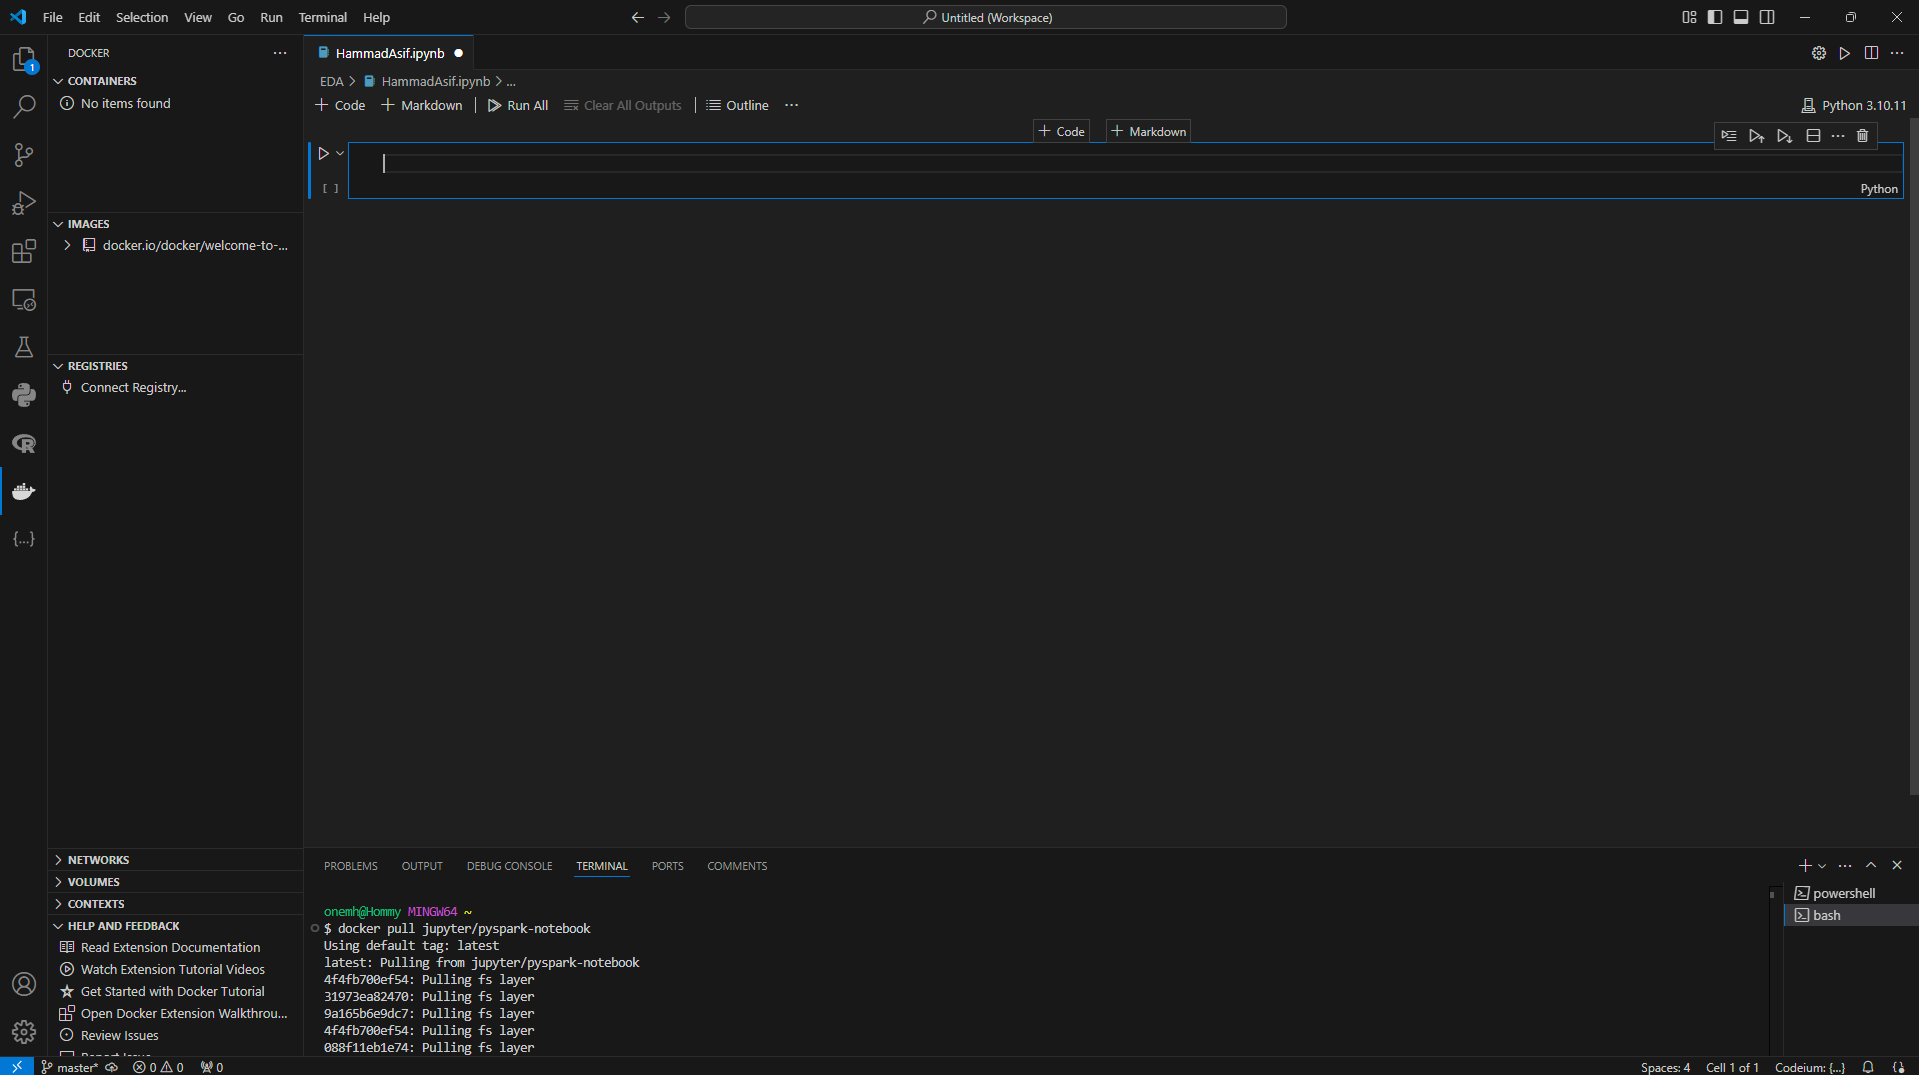 File Edit Selection View Go Run Terminal Help
Untitled (Workspace)
1
DOCKER
CONTAINERS
No items found
IMAGES
docker.io/docker/welcome-to-...
REGISTRIES
Connect Registry...
NETWORKS
VOLUMES
CONTEXTS
HELP AND FEEDBACK
Read Extension Documentation
Watch Extension Tutorial Videos
Get Started with Docker Tutorial
Open Docker Extension Walkthrou...
Review Issues
Report Issue
HammadAsif.ipynb
EDA > HammadAsif.ipynb > ...
+ Code + Markdown Run All Clear All Outputs Outline ...
Python 3.10.11
+ Code + Markdown
[ ]
Python
PROBLEMS OUTPUT DEBUG CONSOLE TERMINAL PORTS COMMENTS
onemh@Hommy MINGW64 ~
$ docker pull jupyter/pyspark-notebook
Using default tag: latest
latest: Pulling from jupyter/pyspark-notebook
4f4fb700ef54: Pulling fs layer
31973ea82470: Pulling fs layer
9a165b6e9dc7: Pulling fs layer
4f4fb700ef54: Pulling fs layer
088f11eb1e74: Pulling fs layer
powershell
bash
master* 0 0 0
Spaces: 4 Cell 1 of 1 Codeium: {...}